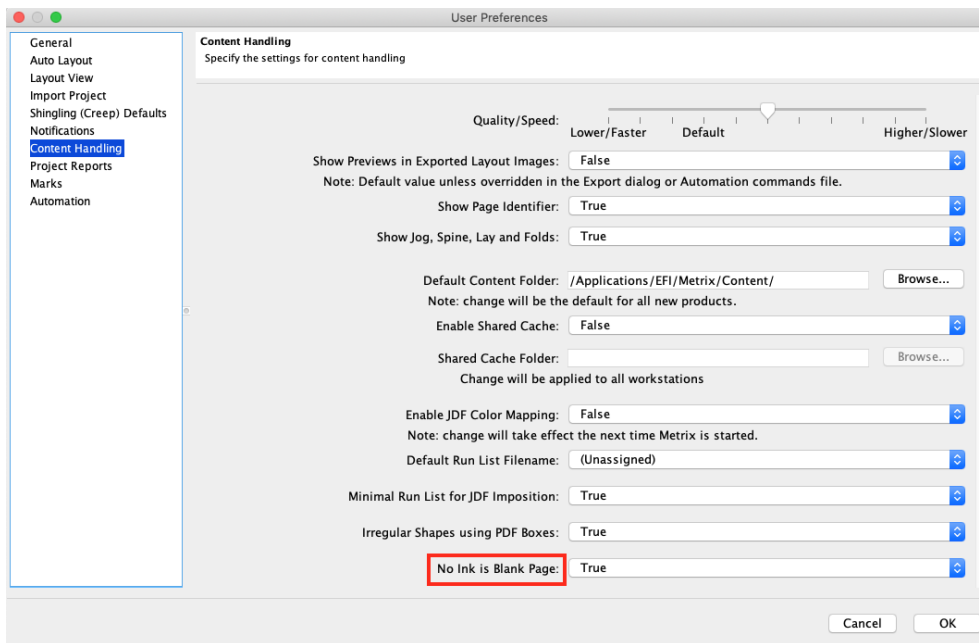 User Preferences
General
Auto Layout
Layout View
Import Project
Shingling (Creep) Defaults
Notifications
Content Handling
Project Reports
Marks
Automation
Content Handling
Specify the settings for content handling
Quality/Speed:
Lower/Faster Default Higher/Slower
Show Previews in Exported Layout Images: False
Note: Default value unless overridden in the Export dialog or Automation commands file.
Show Page Identifier: True
Show Jog, Spine, Lay and Folds: True
Default Content Folder: /Applications/EFI/Metrix/Content/ Browse...
Note: change will be the default for all new products.
Enable Shared Cache: False
Shared Cache Folder: Browse...
Change will be applied to all workstations
Enable JDF Color Mapping: False
Note: change will take effect the next time Metrix is started.
Default Run List Filename: (Unassigned)
Minimal Run List for JDF Imposition: True
Irregular Shapes using PDF Boxes: True
No Ink is Blank Page: True
Cancel OK